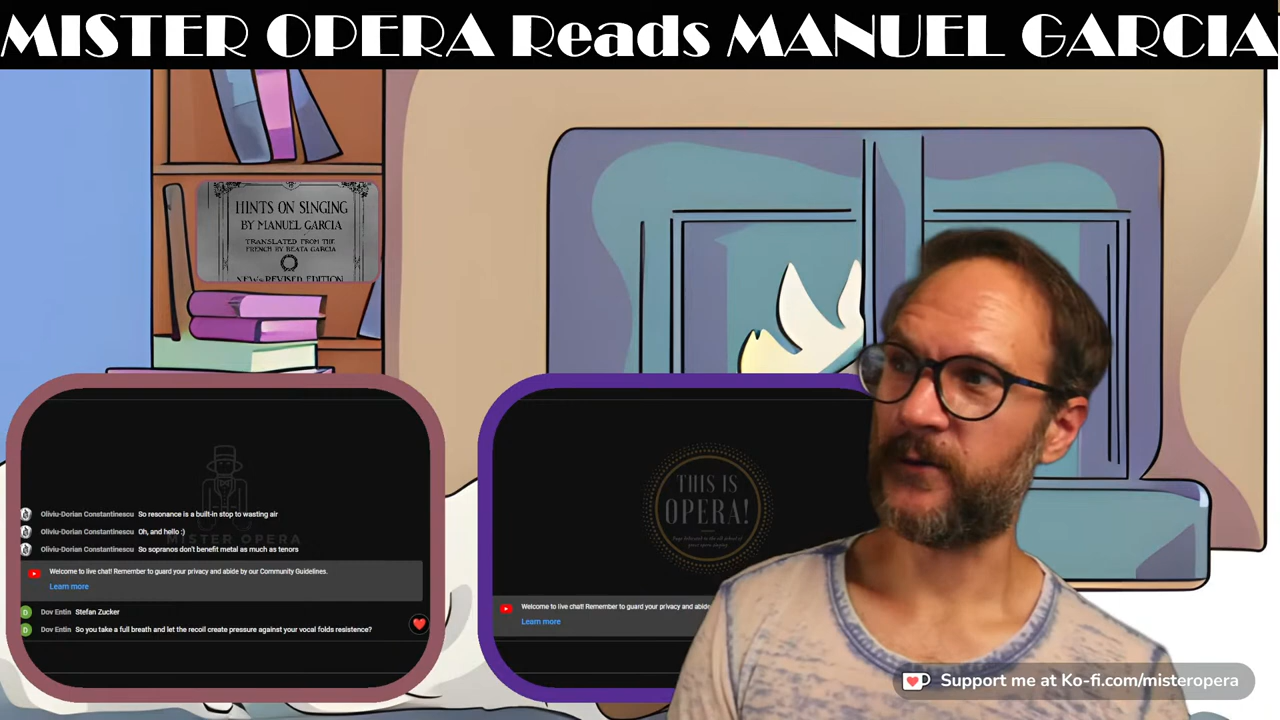 MISTER OPERA Reads MANUEL GARCIA
HINTS ON SINGING
BY MANUEL GARCIA
TRANSLATED FROM THE
FRENCH BY BEATA GARCIA
NEW & REVISED EDITION
Oliviu-Dorian Constantinescu So resonance is a built-in stop to wasting air
Oliviu-Dorian Constantinescu Oh, and hello :)
MISTER OPERA
Oliviu-Dorian Constantinescu So sopranos don't benefit metal as much as tenors
Welcome to live chat! Remember to guard your privacy and abide by our Community Guidelines.
Learn more
D Dov Entin Stefan Zucker
D Dov Entin So you take a full breath and let the recoil create pressure against your vocal folds resistence?
THIS IS
OPERA!
Welcome to live chat! Remember to guard your privacy and abide
Learn more
Support me at Ko-fi.com/misteropera